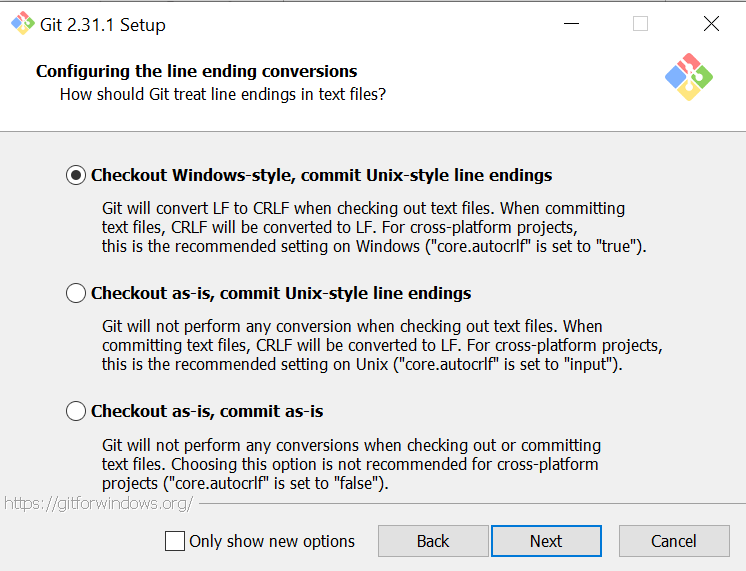 Git 2.31.1 Setup
Configuring the line ending conversions
How should Git treat line endings in text files?
Checkout Windows-style, commit Unix-style line endings
Git will convert LF to CRLF when checking out text files. When committing
text files, CRLF will be converted to LF. For cross-platform projects,
this is the recommended setting on Windows ("core.autocrlf" is set to "true").
Checkout as-is, commit Unix-style line endings
Git will not perform any conversion when checking out text files. When
committing text files, CRLF will be converted to LF. For cross-platform projects,
this is the recommended setting on Unix ("core.autocrlf" is set to "input").
Checkout as-is, commit as-is
Git will not perform any conversions when checking out or committing
text files. Choosing this option is not recommended for cross-platform
projects ("core.autocrlf" is set to "false").
https://gitforwindows.org/
Only show new options
Back
Next
Cancel